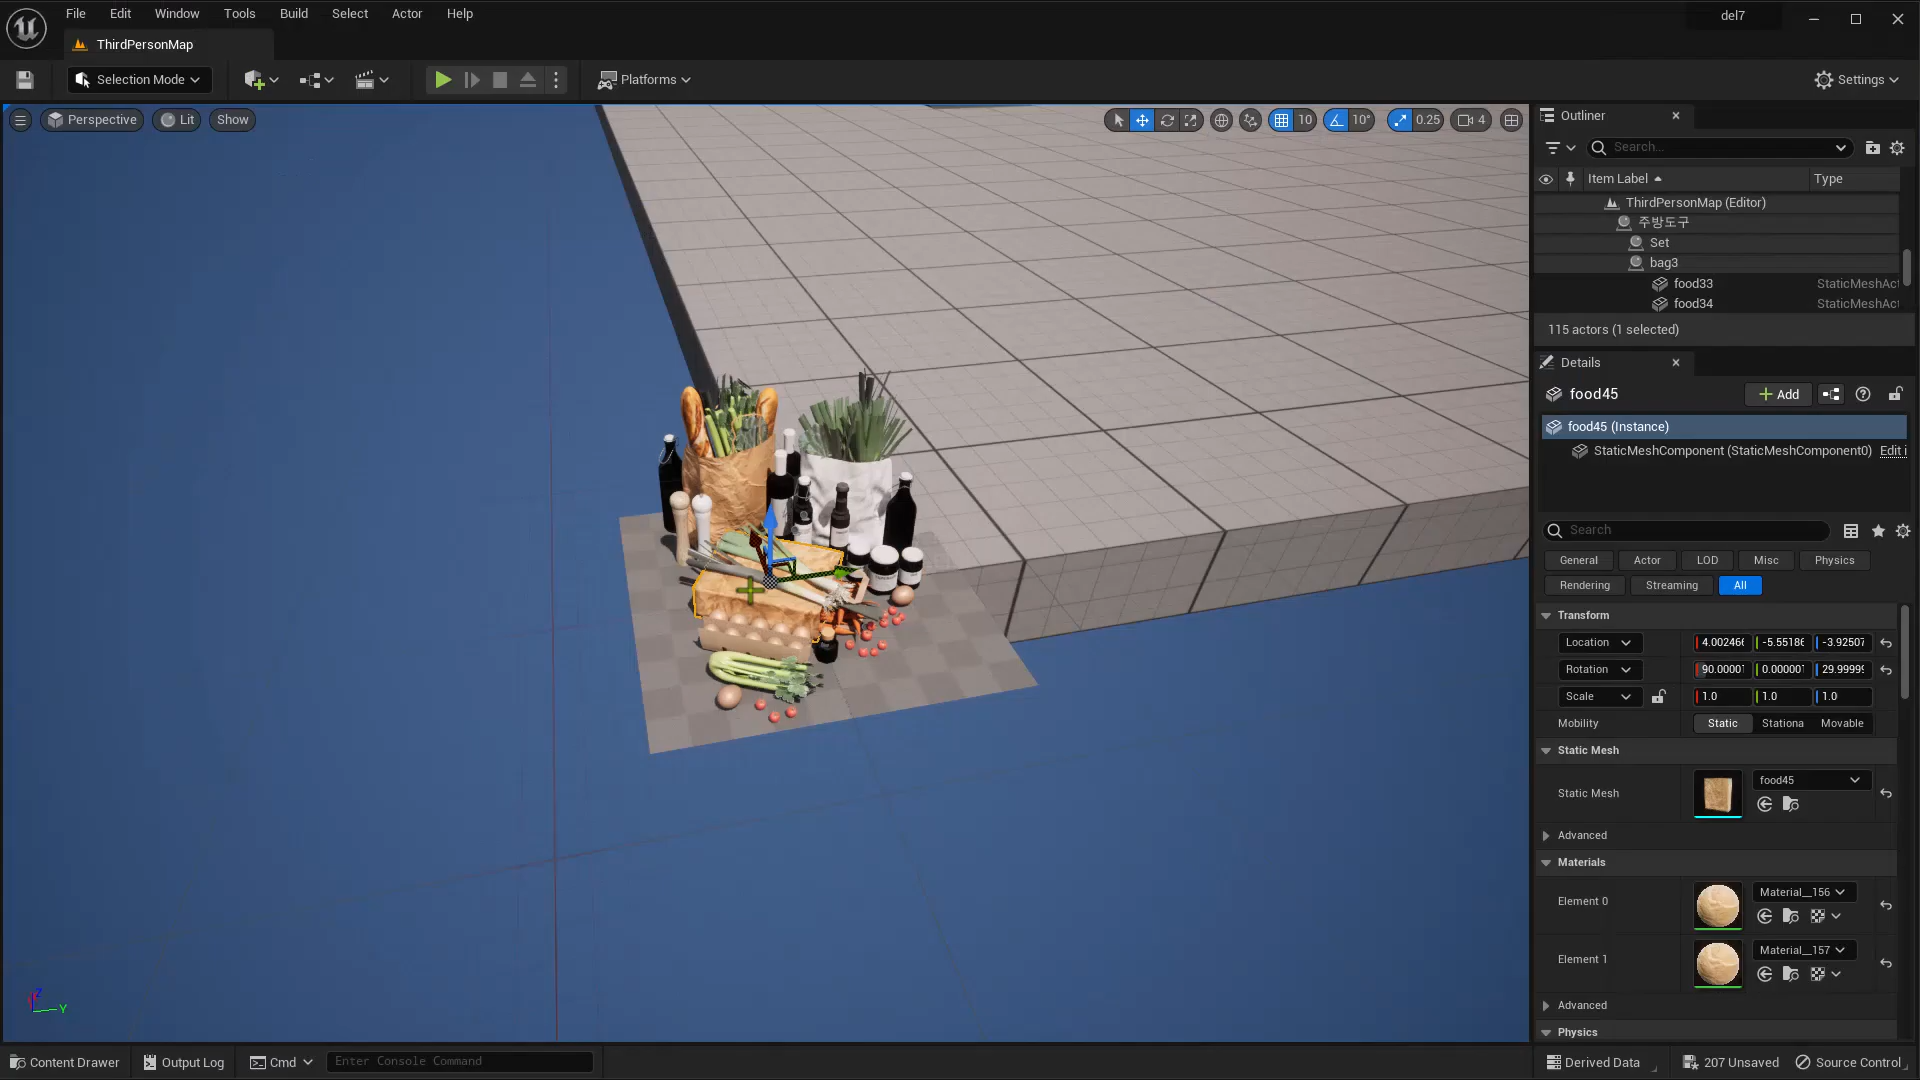 File Edit Window Tools Build Select Actor Help
del7
ThirdPersonMap
Selection Mode
Platforms
Settings
Perspective Lit Show
10 10° 0.25 4
Outliner
Search...
Item Label Type
ThirdPersonMap (Editor)
주방도구
Set
bag3
food33 StaticMeshAct
food34 StaticMeshAct
115 actors (1 selected)
Details
food45
Add
food45 (Instance)
StaticMeshComponent (StaticMeshComponent0) Edit i
Search
General Actor LOD Misc Physics
Rendering Streaming All
Transform
Location 4.002466 -5.55186 -3.92507
Rotation 90.00001 0.000001 29.99999
Scale 1.0 1.0 1.0
Mobility Static Stationa Movable
Static Mesh
Static Mesh food45
Advanced
Materials
Element 0 Material__156
Element 1 Material__157
Advanced
Physics
Z
Y
Content Drawer Output Log Cmd Enter Console Command Derived Data 207 Unsaved Source Control